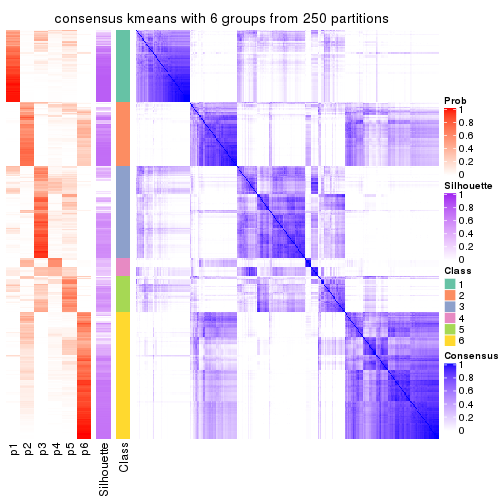 consensus kmeans with 6 groups from 250 partitions
Prob
1
0.8
0.6
0.4
0.2
0
Silhouette
1
0.8
0.6
0.4
0.2
0
Class
1
2
3
4
5
6
Consensus
1
0.8
0.6
0.4
0.2
0
p1
p2
p3
p4
p5
p6
Silhouette
Class